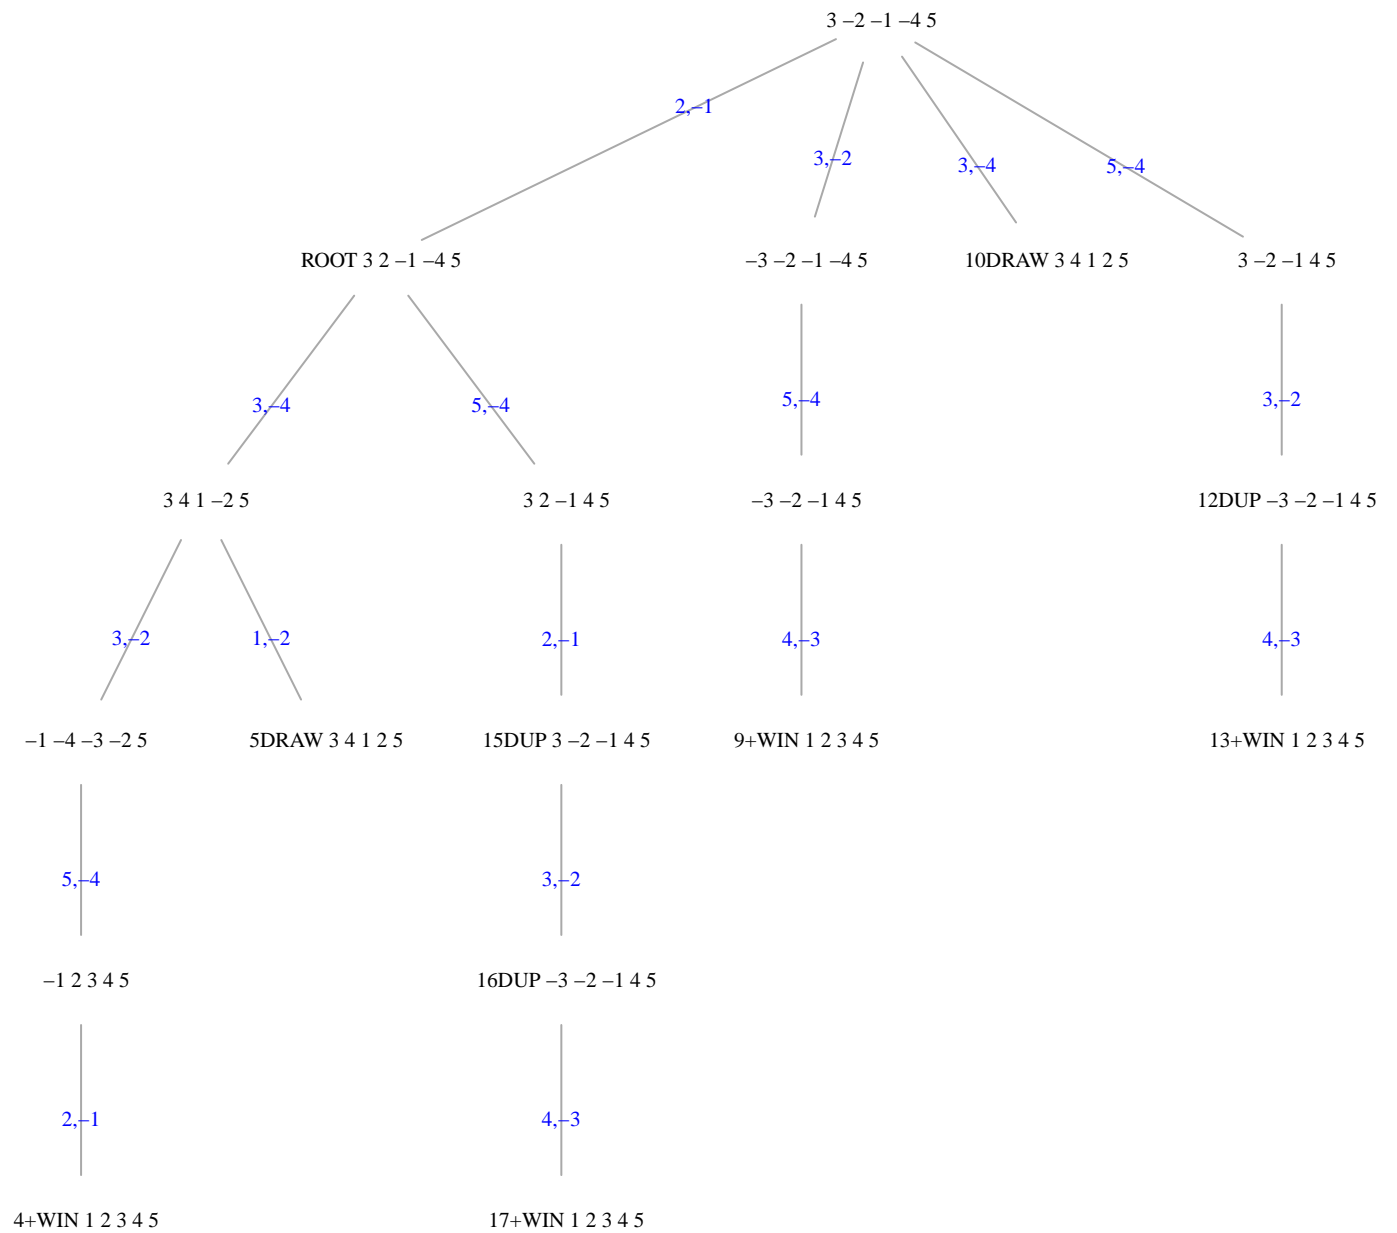 3 –2 –1 –4 5
2,–1
3,–2
3,–4
5,–4
ROOT 3 2 –1 –4 5
–3 –2 –1 –4 5
10DRAW 3 4 1 2 5
3 –2 –1 4 5
3,–4
5,–4
5,–4
3,–2
3 4 1 –2 5
3 2 –1 4 5
–3 –2 –1 4 5
12DUP –3 –2 –1 4 5
3,–2
1,–2
2,–1
4,–3
4,–3
–1 –4 –3 –2 5
5DRAW 3 4 1 2 5
15DUP 3 –2 –1 4 5
9+WIN 1 2 3 4 5
13+WIN 1 2 3 4 5
5,–4
3,–2
–1 2 3 4 5
16DUP –3 –2 –1 4 5
2,–1
4,–3
4+WIN 1 2 3 4 5
17+WIN 1 2 3 4 5